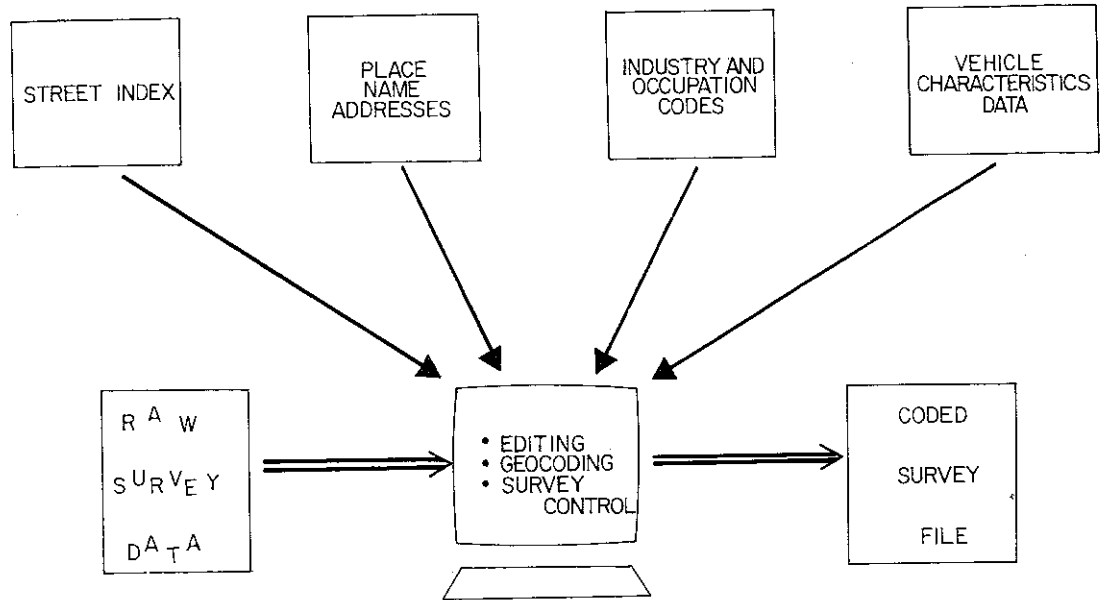 STREET INDEX
PLACE
NAME
ADDRESSES
INDUSTRY AND
OCCUPATION
CODES
VEHICLE
CHARACTERISTICS
DATA
RAW
SURVEY
DATA
• EDITING
• GEOCODING
• SURVEY
CONTROL
CODED
SURVEY
FILE